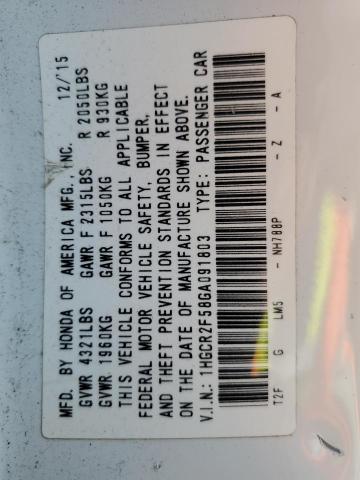 MFD. BY HONDA OF AMERICA MFG., INC. 12/'15
GVWR 4321LBS GAWR F 2315LBS R 2050LBS
GVWR 1960KG GAWR F 1050KG R 930KG
THIS VEHICLE CONFORMS TO ALL APPLICABLE
FEDERAL MOTOR VEHICLE SAFETY, BUMPER,
AND THEFT PREVENTION STANDARDS IN EFFECT
ON THE DATE OF MANUFACTURE SHOWN ABOVE.
V.I.N.: 1HGCR2F58GA091803 TYPE: PASSENGER CAR
T2F G LM5 - NH788P - Z - A